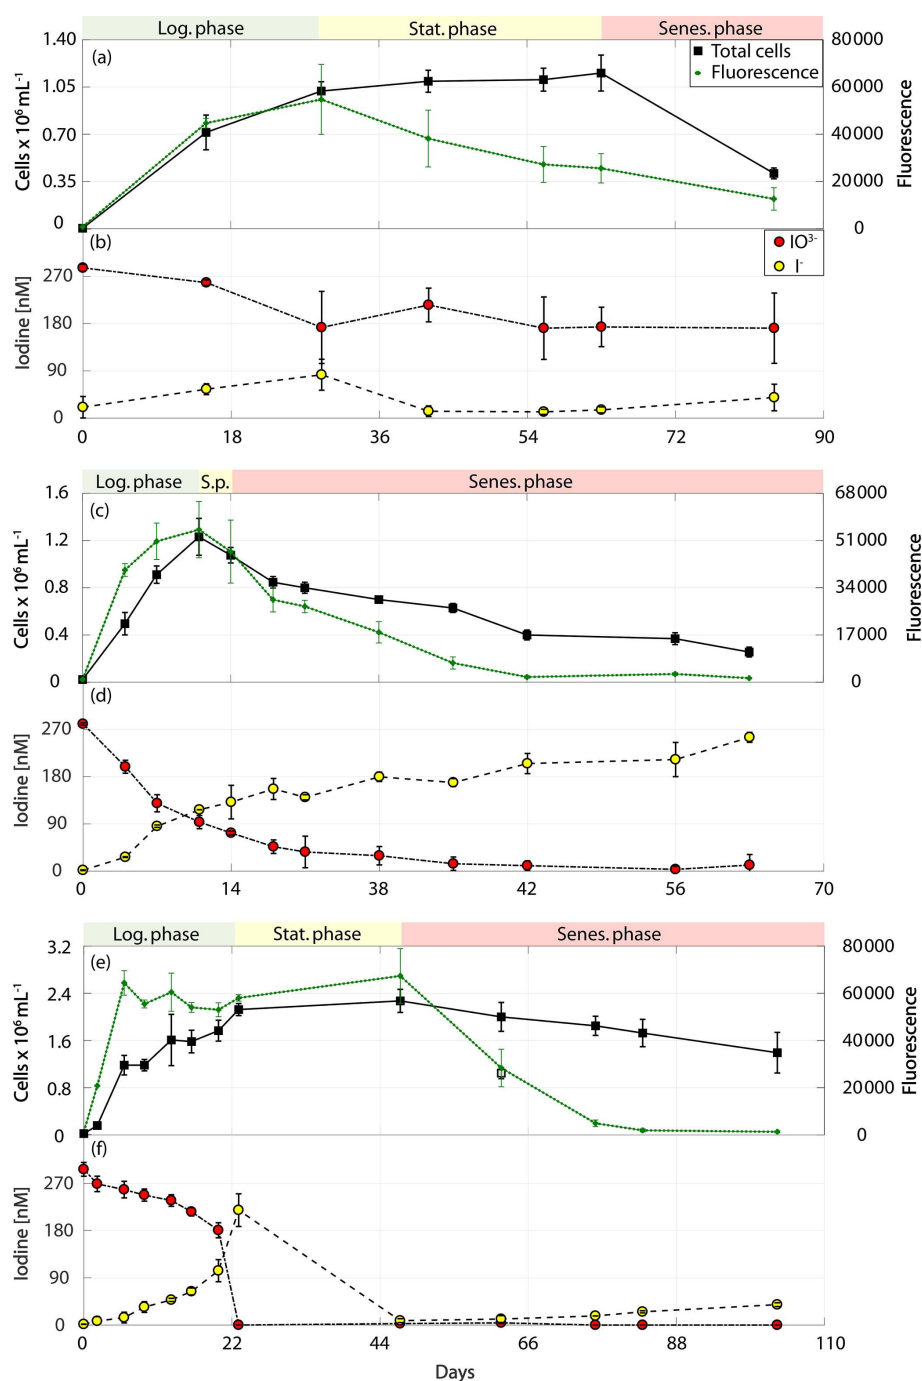 Log. phase Stat. phase Senes. phase
1.40 (a) Total cells 80000
Fluorescence
1.05 60000
0.70 40000
0.35 20000
0 0
Cells x 10⁶ mL⁻¹
Fluorescence
(b) IO³⁻
I⁻
270
180
90
0
Iodine [nM]
0 18 36 54 72 90
Log. phase S.p. Senes. phase
1.6 (c) 68000
1.2 51000
0.8 34000
0.4 17000
0 0
Cells x 10⁶ mL⁻¹
Fluorescence
(d)
270
180
90
0
Iodine [nM]
0 14 38 42 56 70
Log. phase Stat. phase Senes. phase
3.2 (e) 80000
2.4 60000
1.6 40000
0.8 20000
0 0
Cells x 10⁶ mL⁻¹
Fluorescence
(f)
270
180
90
0
Iodine [nM]
0 22 44 66 88 110
Days